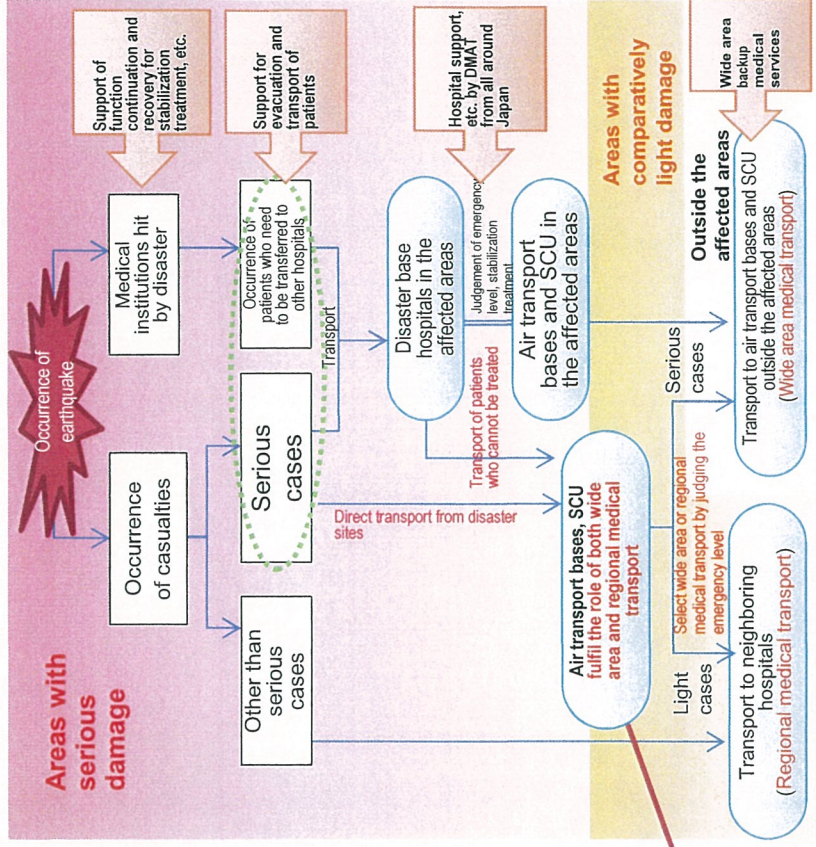 Areas with
serious
damage
Occurrence of
earthquake
Occurrence
of casualties
Medical
institutions hit
by disaster
Support of
function
continuation and
recovery for
stabilization
treatment, etc.
Other than
serious
cases
Serious
cases
Occurrence of
patients who need
to be transferred to
other hospitals
Support for
evacuation and
transport of
patients
Transport
Direct transport from disaster
sites
Disaster base
hospitals in the
affected areas
Hospital support,
etc. by DMAT
from all around
Japan
Transport of patients
who cannot be treated
Judgement of emergency
level, stabilization
treatment
Air transport
bases and SCU in
the affected areas
Air transport bases, SCU
fulfil the role of both wide
area and regional medical
transport
Areas with
comparatively
light damage
Select wide area or regional
medical transport by judging the
emergency level
Light
cases
Serious
cases
Outside the
affected areas
Wide area
backup
medical
services
Transport to neighboring
hospitals
(Regional medical transport)
Transport to air transport bases and SCU
outside the affected areas
(Wide area medical transport)